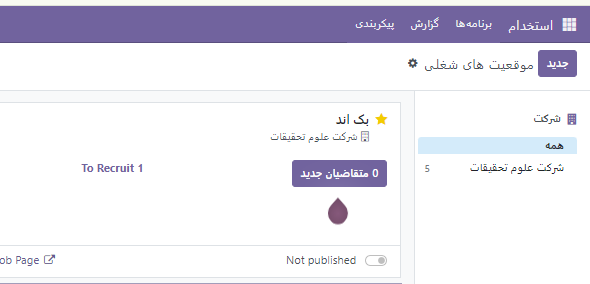 استخدام برنامه‌ها گزارش پیکربندی
جدید موقعیت های شغلی
شرکت
همه
شرکت علوم تحقیقات 5
بک اند
شرکت علوم تحقیقات
0 متقاضیان جدید
1 To Recruit
Not published
ob Page